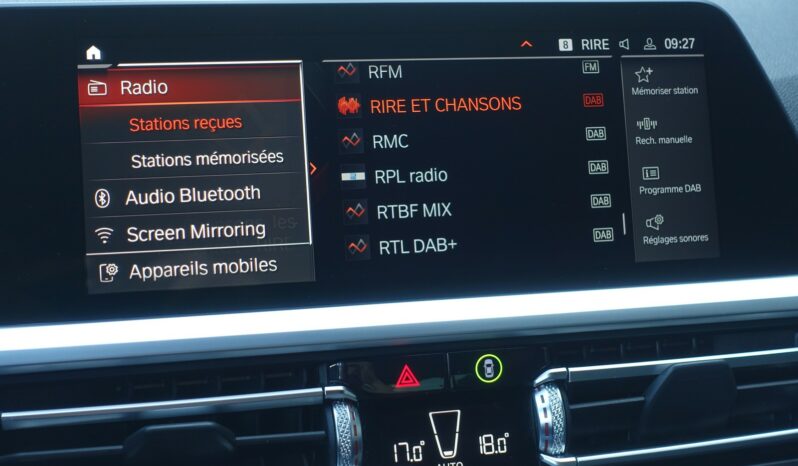 8 RIRE 09:27
Radio
Stations reçues
Stations mémorisées
Audio Bluetooth
Screen Mirroring
Appareils mobiles
RFM FM
RIRE ET CHANSONS DAB
RMC DAB
RPL radio DAB
RTBF MIX DAB
RTL DAB+ DAB
Mémoriser station
Rech. manuelle
Programme DAB
Réglages sonores
17.0° 18.0°
AUTO